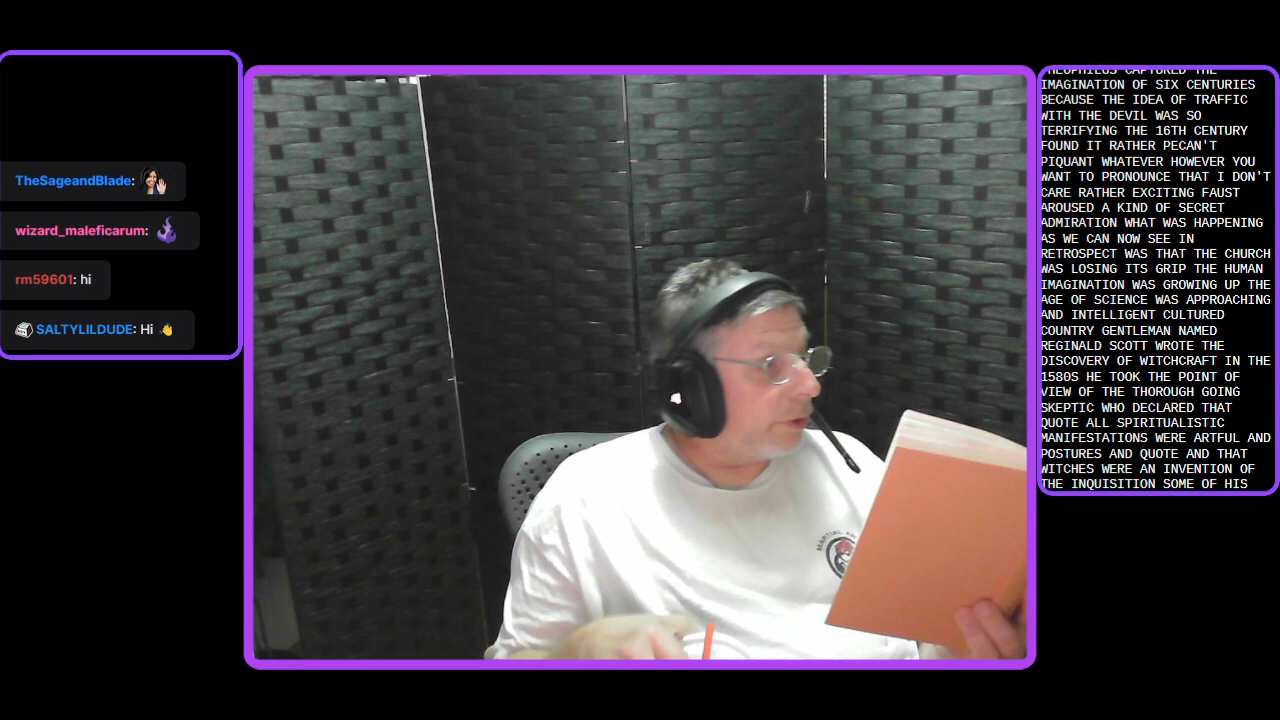 TheSageandBlade:
wizard_maleficarum:
rm59601: hi
SALTYLILDUDE: Hi
THEOPHILUS CAPTURED THE
IMAGINATION OF SIX CENTURIES
BECAUSE THE IDEA OF TRAFFIC
WITH THE DEVIL WAS SO
TERRIFYING THE 16TH CENTURY
FOUND IT RATHER PECAN'T
PIQUANT WHATEVER HOWEVER YOU
WANT TO PRONOUNCE THAT I DON'T
CARE RATHER EXCITING FAUST
AROUSED A KIND OF SECRET
ADMIRATION WHAT WAS HAPPENING
AS WE CAN NOW SEE IN
RETROSPECT WAS THAT THE CHURCH
WAS LOSING ITS GRIP THE HUMAN
IMAGINATION WAS GROWING UP THE
AGE OF SCIENCE WAS APPROACHING
AND INTELLIGENT CULTURED
COUNTRY GENTLEMAN NAMED
REGINALD SCOTT WROTE THE
DISCOVERY OF WITCHCRAFT IN THE
1580S HE TOOK THE POINT OF
VIEW OF THE THOROUGH GOING
SKEPTIC WHO DECLARED THAT
QUOTE ALL SPIRITUALISTIC
MANIFESTATIONS WERE ARTFUL AND
POSTURES AND QUOTE AND THAT
WITCHES WERE AN INVENTION OF
THE INQUISITION SOME OF HIS
MARTIAL